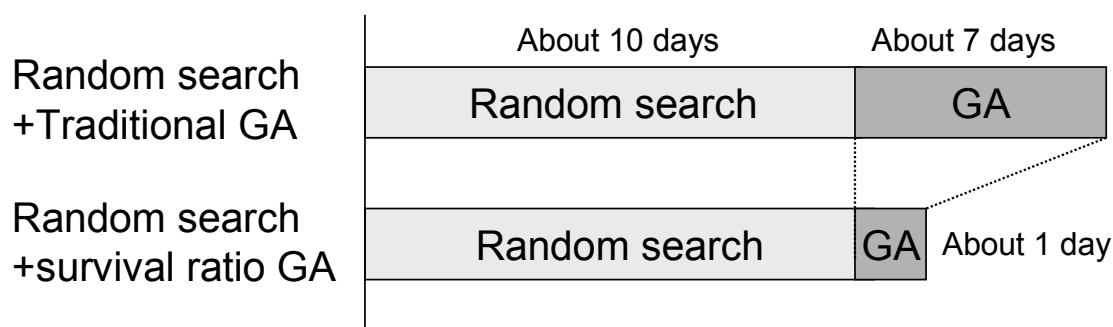 About 10 days
About 7 days
Random search
+Traditional GA
Random search
GA
Random search
+survival ratio GA
Random search
GA
About 1 day